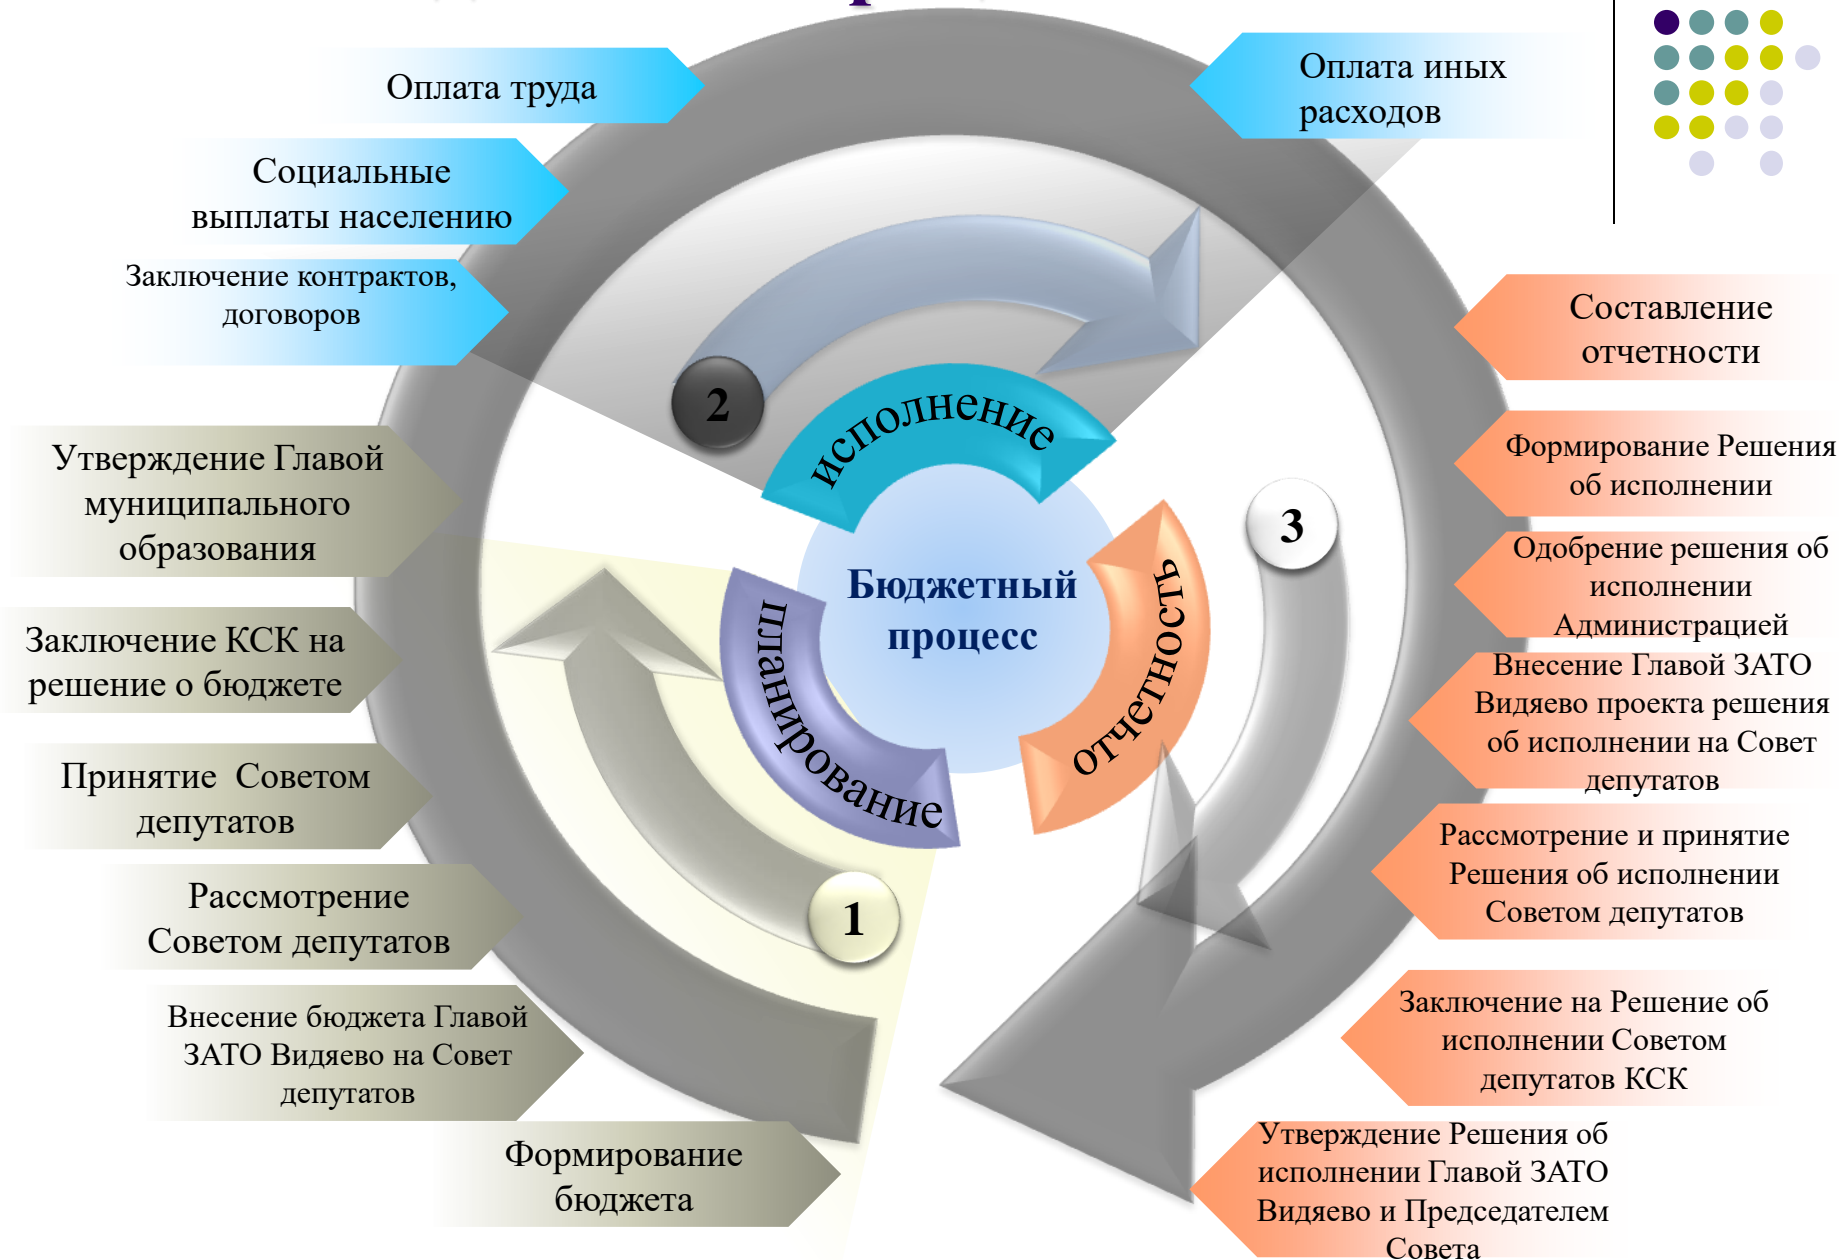 Оплата труда
Социальные
выплаты населению
Заключение контрактов,
договоров
Утверждение Главой
муниципального
образования
Заключение КСК на
решение о бюджете
Принятие Советом
депутатов
Рассмотрение
Советом депутатов
Внесение бюджета Главой
ЗАТО Видяево на Совет
депутатов
Формирование
бюджета
2
исполнение
Бюджетный
процесс
планирование
1
отчетность
3
Оплата иных
расходов
Составление
отчетности
Формирование Решения
об исполнении
Одобрение решения об
исполнении
Администрацией
Внесение Главой ЗАТО
Видяево проекта решения
об исполнении на Совет
депутатов
Рассмотрение и принятие
Решения об исполнении
Советом депутатов
Заключение на Решение об
исполнении Советом
депутатов КСК
Утверждение Решения об
исполнении Главой ЗАТО
Видяево и Председателем
Совета